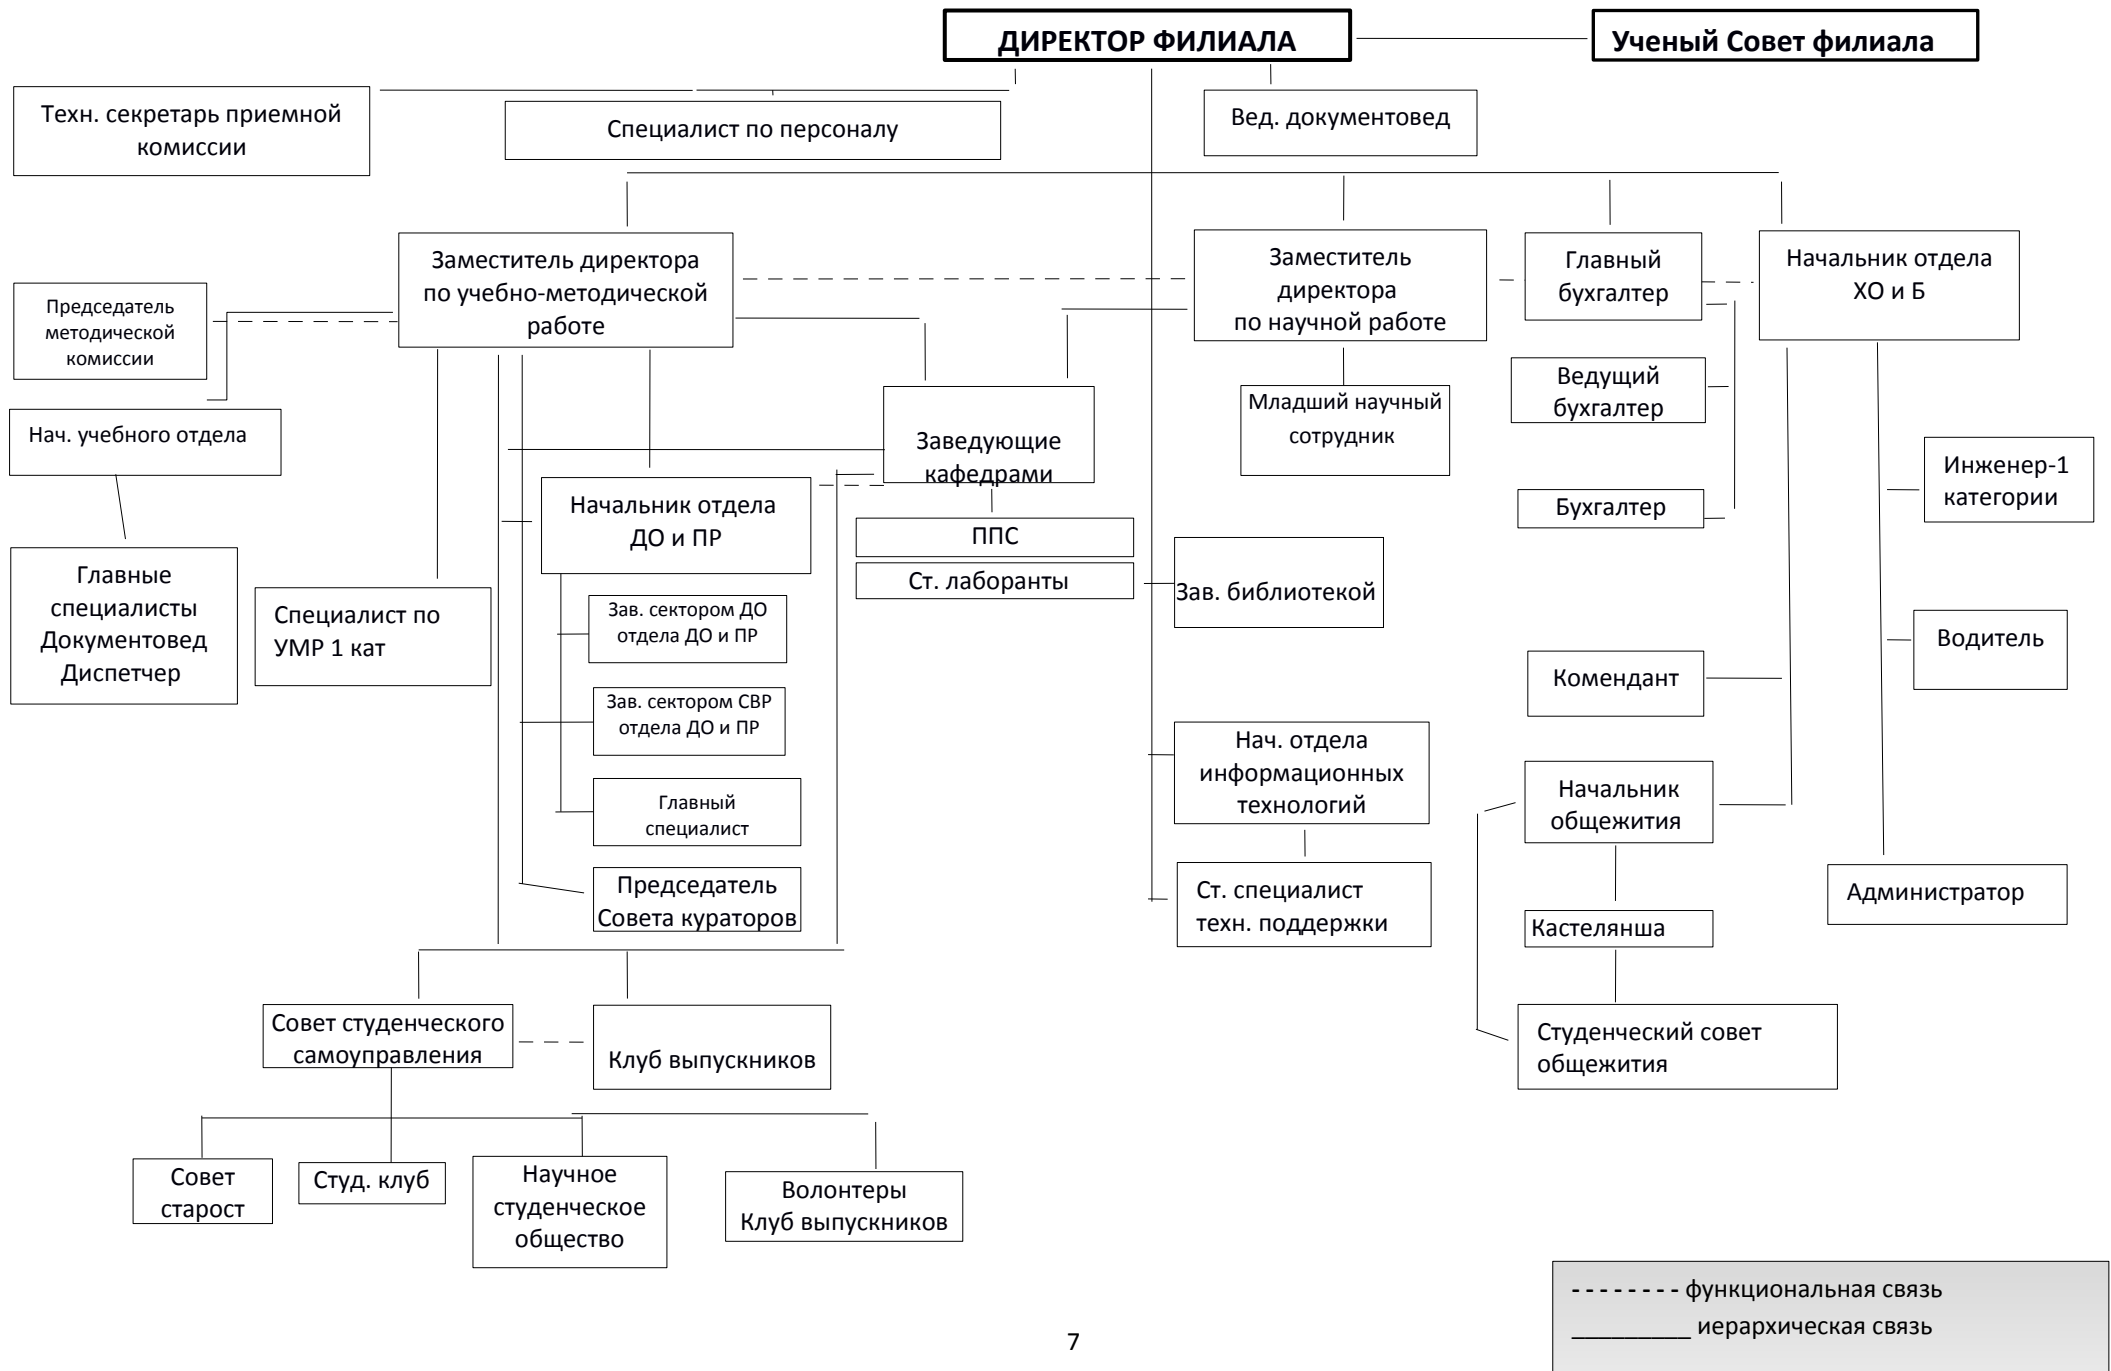 ДИРЕКТОР ФИЛИАЛА
Ученый Совет филиала
Техн. секретарь приемной
комиссии
Специалист по персоналу
Вед. документовед
Заместитель директора
по учебно-методической
работе
Заместитель
директора
по научной работе
Главный
бухгалтер
Начальник отдела
ХО и Б
Председатель
методической
комиссии
Ведущий
бухгалтер
Младший научный
сотрудник
Нач. учебного отдела
Заведующие
кафедрами
Инженер-1
категории
Начальник отдела
ДО и ПР
Бухгалтер
ППС
Ст. лаборанты
Зав. библиотекой
Главные
специалисты
Документовед
Диспетчер
Специалист по
УМР 1 кат
Зав. сектором ДО
отдела ДО и ПР
Водитель
Комендант
Зав. сектором СВР
отдела ДО и ПР
Нач. отдела
информационных
технологий
Начальник
общежития
Главный
специалист
Председатель
Совета кураторов
Ст. специалист
техн. поддержки
Администратор
Кастелянша
Совет студенческого
самоуправления
Клуб выпускников
Студенческий совет
общежития
Совет
старост
Студ. клуб
Научное
студенческое
общество
Волонтеры
Клуб выпускников
- - - - - - - - функциональная связь
_________ иерархическая связь
7